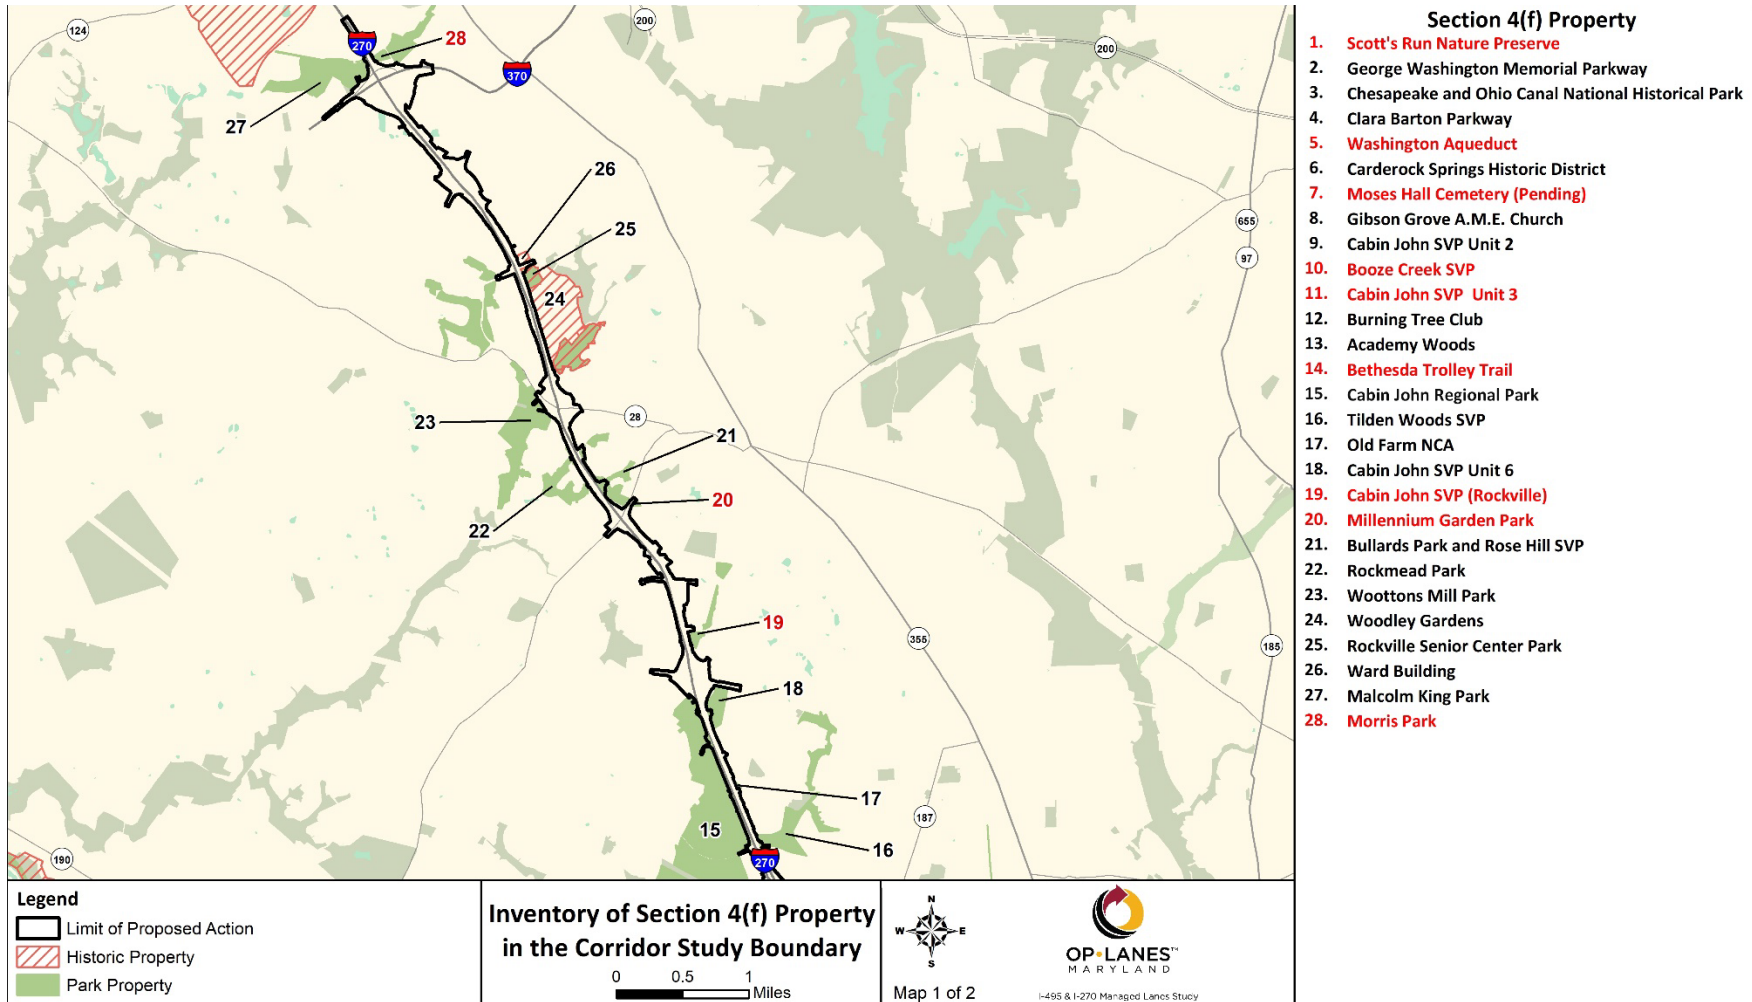 124
270
28
370
200
200
27
26
25
24
655
97
23
28
21
20
22
19
355
185
18
17
15
16
187
270
190
Section 4(f) Property
1. Scott's Run Nature Preserve
2. George Washington Memorial Parkway
3. Chesapeake and Ohio Canal National Historical Park
4. Clara Barton Parkway
5. Washington Aqueduct
6. Carderock Springs Historic District
7. Moses Hall Cemetery (Pending)
8. Gibson Grove A.M.E. Church
9. Cabin John SVP Unit 2
10. Booze Creek SVP
11. Cabin John SVP Unit 3
12. Burning Tree Club
13. Academy Woods
14. Bethesda Trolley Trail
15. Cabin John Regional Park
16. Tilden Woods SVP
17. Old Farm NCA
18. Cabin John SVP Unit 6
19. Cabin John SVP (Rockville)
20. Millennium Garden Park
21. Bullards Park and Rose Hill SVP
22. Rockmead Park
23. Woottons Mill Park
24. Woodley Gardens
25. Rockville Senior Center Park
26. Ward Building
27. Malcolm King Park
28. Morris Park
Legend
Limit of Proposed Action
Historic Property
Park Property
Inventory of Section 4(f) Property
in the Corridor Study Boundary
0 0.5 1
Miles
N
W E
S
Map 1 of 2
OP•LANES™
MARYLAND
I-495 & I-270 Managed Lanes Study